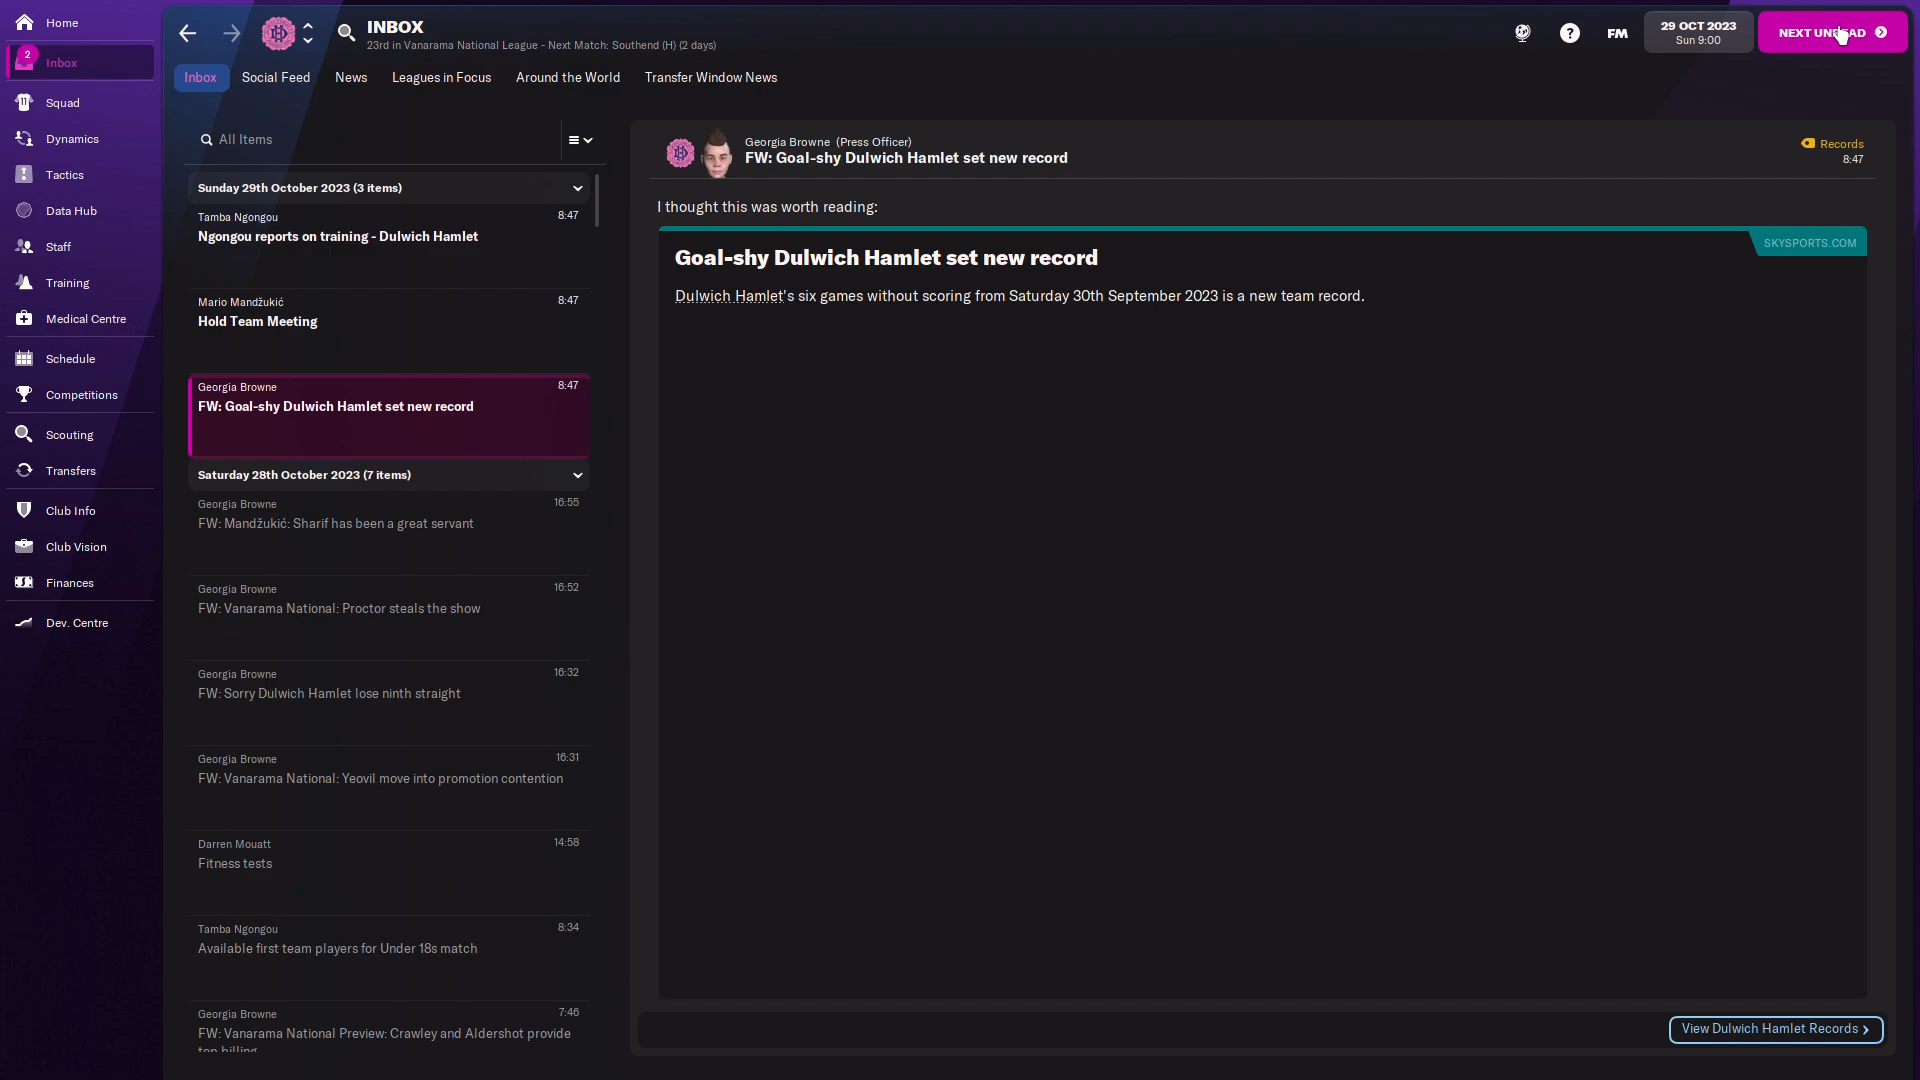 Home
2
Inbox
Squad
Dynamics
Tactics
Data Hub
Staff
Training
Medical Centre
Schedule
Competitions
Scouting
Transfers
Club Info
Club Vision
Finances
Dev. Centre
INBOX
23rd in Vanarama National League - Next Match: Southend (H) (2 days)
FM
29 OCT 2023
Sun 9:00
NEXT UNREAD
Inbox
Social Feed
News
Leagues in Focus
Around the World
Transfer Window News
All Items
Sunday 29th October 2023 (3 items)
Tamba Ngongou
8:47
Ngongou reports on training - Dulwich Hamlet
Mario Mandžukić
8:47
Hold Team Meeting
Georgia Browne
8:47
FW: Goal-shy Dulwich Hamlet set new record
Saturday 28th October 2023 (7 items)
Georgia Browne
16:55
FW: Mandžukić: Sharif has been a great servant
Georgia Browne
16:52
FW: Vanarama National: Proctor steals the show
Georgia Browne
16:32
FW: Sorry Dulwich Hamlet lose ninth straight
Georgia Browne
16:31
FW: Vanarama National: Yeovil move into promotion contention
Darren Mouatt
14:58
Fitness tests
Tamba Ngongou
8:34
Available first team players for Under 18s match
Georgia Browne
7:46
FW: Vanarama National Preview: Crawley and Aldershot provide
top billing
Georgia Browne (Press Officer)
FW: Goal-shy Dulwich Hamlet set new record
Records
8:47
I thought this was worth reading:
SKYSPORTS.COM
Goal-shy Dulwich Hamlet set new record
Dulwich Hamlet's six games without scoring from Saturday 30th September 2023 is a new team record.
View Dulwich Hamlet Records